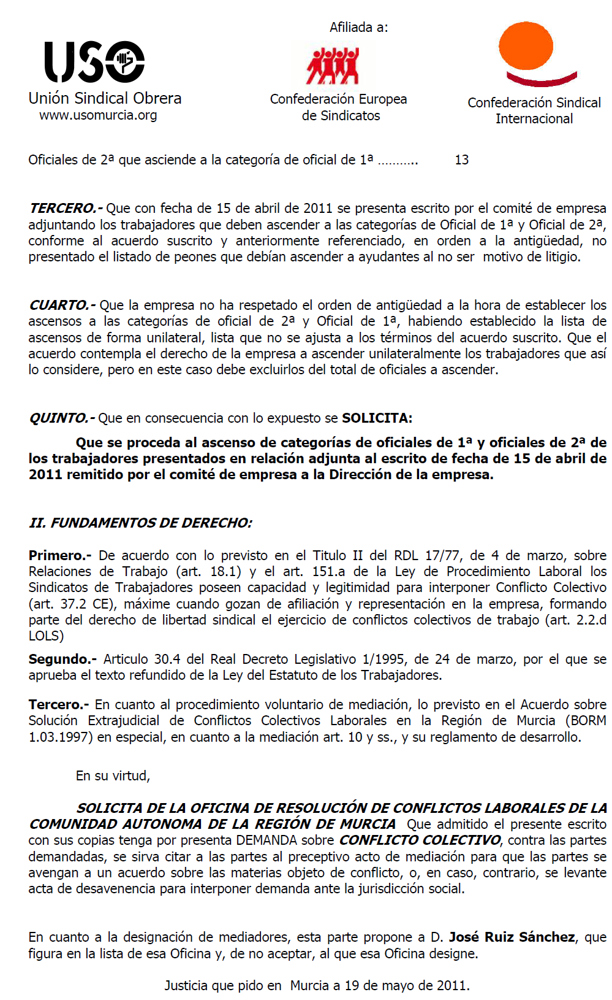 Afiliada a:
USO
Unión Sindical Obrera
www.usomurcia.org
Confederación Europea
de Sindicatos
Confederación Sindical
Internacional
Oficiales de 2ª que asciende a la categoría de oficial de 1ª ……….. 13
TERCERO.- Que con fecha de 15 de abril de 2011 se presenta escrito por el comité de empresa
adjuntando los trabajadores que deben ascender a las categorías de Oficial de 1ª y Oficial de 2ª,
conforme al acuerdo suscrito y anteriormente referenciado, en orden a la antigüedad, no
presentado el listado de peones que debían ascender a ayudantes al no ser motivo de litigio.
CUARTO.- Que la empresa no ha respetado el orden de antigüedad a la hora de establecer los
ascensos a las categorías de oficial de 2ª y Oficial de 1ª, habiendo establecido la lista de
ascensos de forma unilateral, lista que no se ajusta a los términos del acuerdo suscrito. Que el
acuerdo contempla el derecho de la empresa a ascender unilateralmente los trabajadores que así
lo considere, pero en este caso debe excluirlos del total de oficiales a ascender.
QUINTO.- Que en consecuencia con lo expuesto se SOLICITA:
Que se proceda al ascenso de categorías de oficiales de 1ª y oficiales de 2ª de
los trabajadores presentados en relación adjunta al escrito de fecha de 15 de abril de
2011 remitido por el comité de empresa a la Dirección de la empresa.
II. FUNDAMENTOS DE DERECHO:
Primero.- De acuerdo con lo previsto en el Titulo II del RDL 17/77, de 4 de marzo, sobre
Relaciones de Trabajo (art. 18.1) y el art. 151.a de la Ley de Procedimiento Laboral los
Sindicatos de Trabajadores poseen capacidad y legitimidad para interponer Conflicto Colectivo
(art. 37.2 CE), máxime cuando gozan de afiliación y representación en la empresa, formando
parte del derecho de libertad sindical el ejercicio de conflictos colectivos de trabajo (art. 2.2.d
LOLS)
Segundo.- Articulo 30.4 del Real Decreto Legislativo 1/1995, de 24 de marzo, por el que se
aprueba el texto refundido de la Ley del Estatuto de los Trabajadores.
Tercero.- En cuanto al procedimiento voluntario de mediación, lo previsto en el Acuerdo sobre
Solución Extrajudicial de Conflictos Colectivos Laborales en la Región de Murcia (BORM
1.03.1997) en especial, en cuanto a la mediación art. 10 y ss., y su reglamento de desarrollo.
En su virtud,
SOLICITA DE LA OFICINA DE RESOLUCIÓN DE CONFLICTOS LABORALES DE LA
COMUNIDAD AUTONOMA DE LA REGIÓN DE MURCIA Que admitido el presente escrito
con sus copias tenga por presenta DEMANDA sobre CONFLICTO COLECTIVO, contra las partes
demandadas, se sirva citar a las partes al preceptivo acto de mediación para que las partes se
avengan a un acuerdo sobre las materias objeto de conflicto, o, en caso, contrario, se levante
acta de desavenencia para interponer demanda ante la jurisdicción social.
En cuanto a la designación de mediadores, esta parte propone a D. José Ruiz Sánchez, que
figura en la lista de esa Oficina y, de no aceptar, al que esa Oficina designe.
Justicia que pido en Murcia a 19 de mayo de 2011.